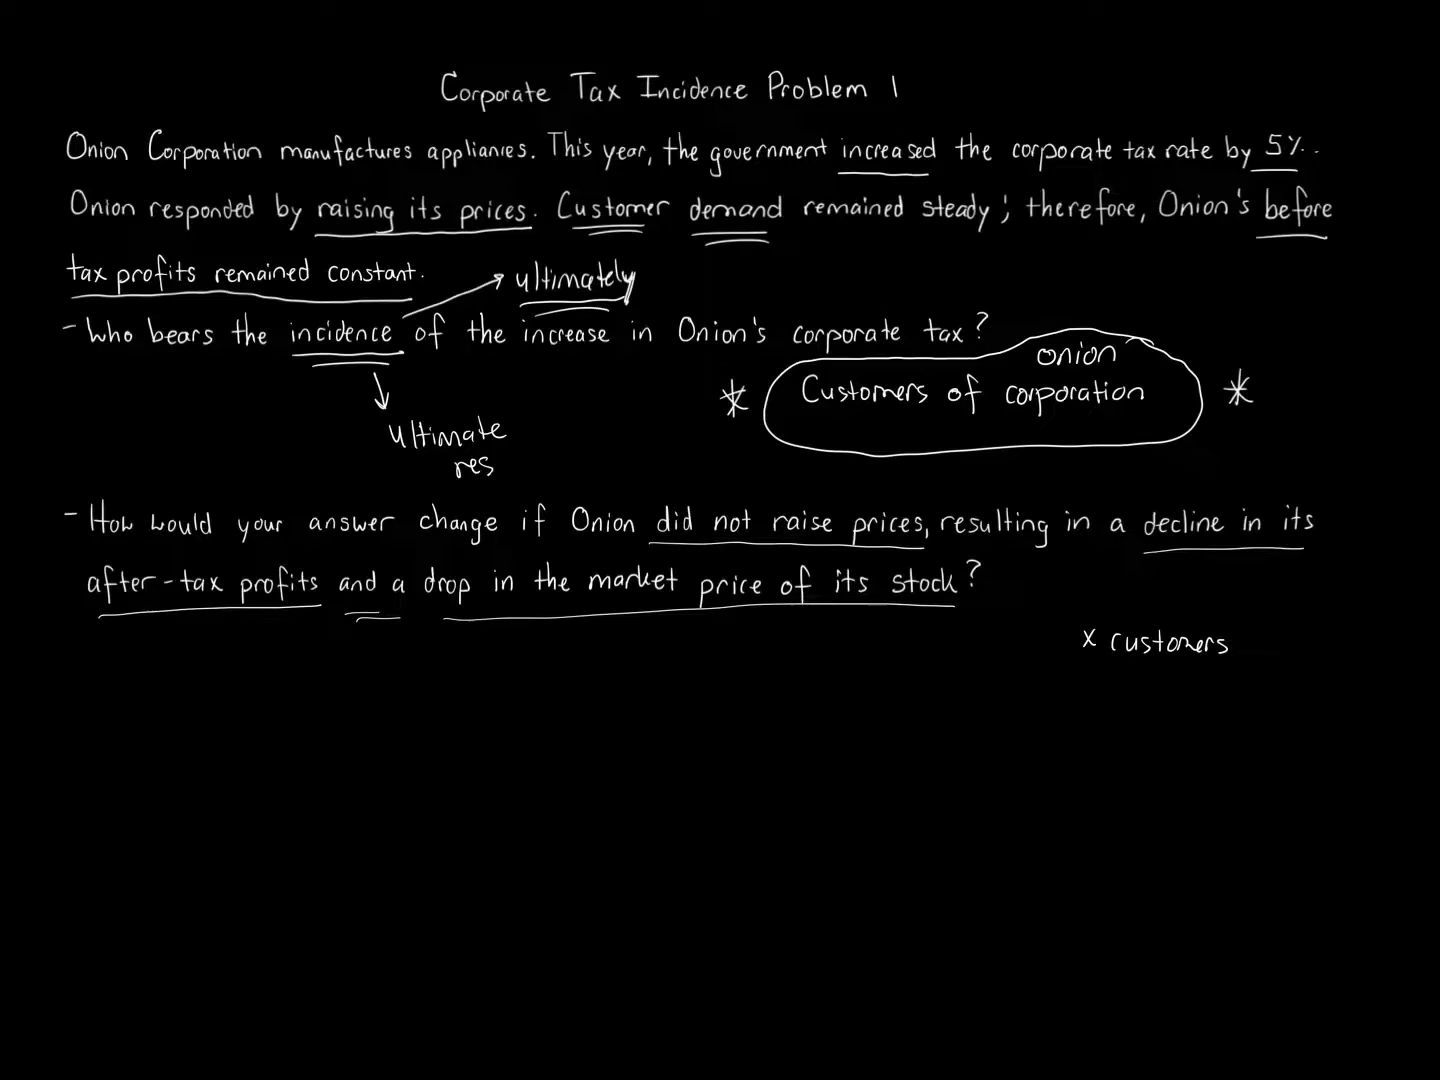 Corporate Tax Incidence Problem 1
Onion Corporation manufactures appliances. This year, the government increased the corporate tax rate by 5%.
Onion responded by raising its prices. Customer demand remained steady; therefore, Onion's before
tax profits remained constant.
ultimately
- Who bears the incidence of the increase in Onion's corporate tax?
onion
* Customers of corporation *
ultimate
res
- How would your answer change if Onion did not raise prices, resulting in a decline in its
after-tax profits and a drop in the market price of its stock?
x customers